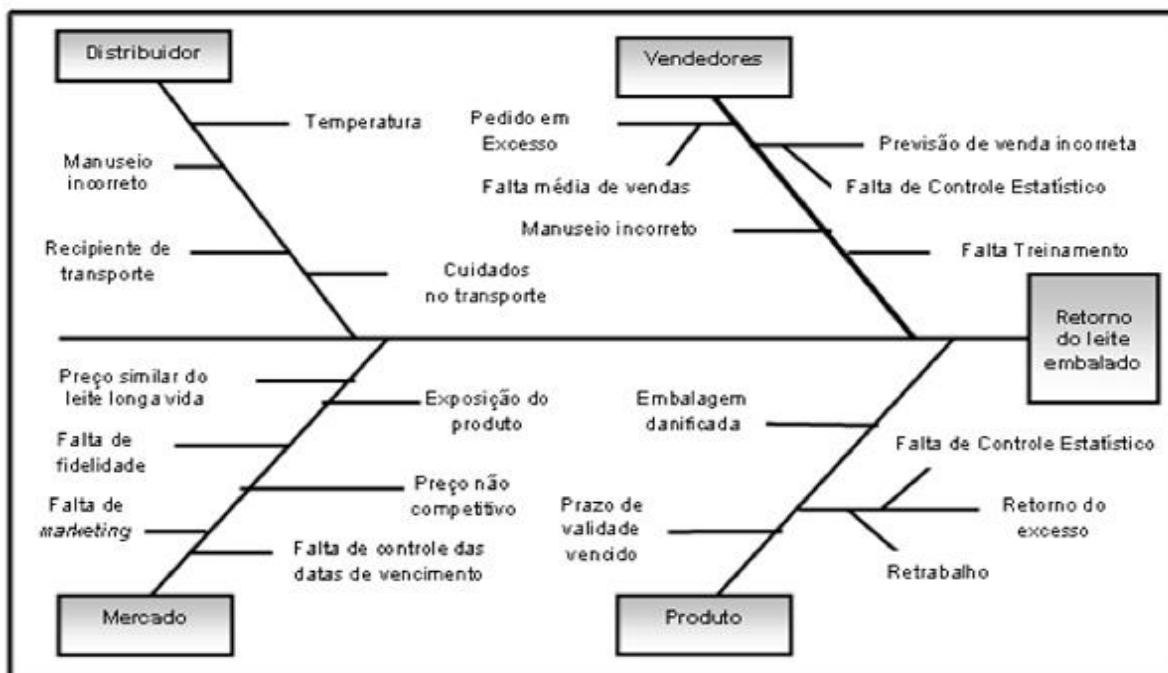 Distribuidor
Temperatura
Manuseio
incorreto
Recipiente de
transporte
Cuidados
no transporte
Vendedores
Pedido em
Excesso
Falta média de vendas
Previsão de venda incorreta
Falta de Controle Estatístico
Manuseio incorreto
Falta Treinamento
Retorno
do leite
embalado
Preço similar do
leite longa vida
Exposição do
produto
Falta de
fidelidade
Preço não
competitivo
Falta de
marketing
Falta de controle das
datas de vencimento
Mercado
Embalagem
danificada
Falta de Controle Estatístico
Prazo de
validade
vencido
Retorno do
excesso
Retrabalho
Produto